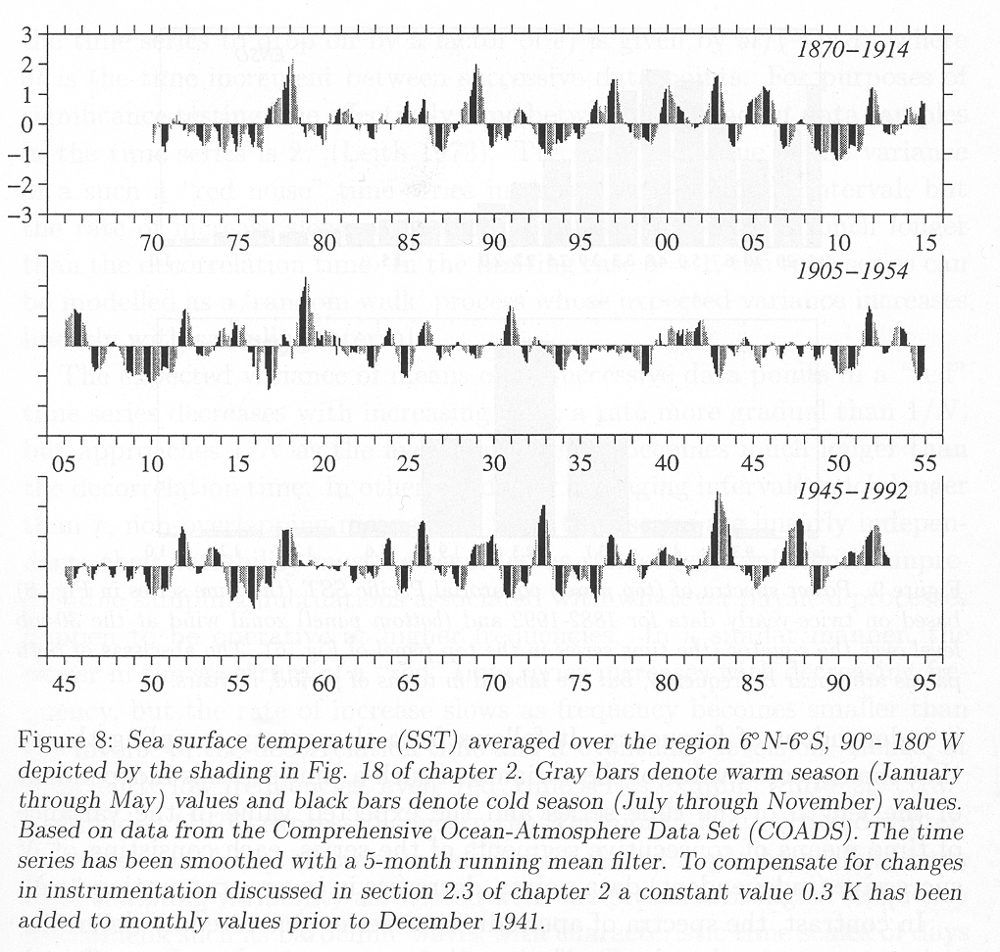 3
1870–1914
2
1
0
−1
−2
−3
70 75 80 85 90 95 00 05 10 15
1905–1954
05 10 15 20 25 30 35 40 45 50 55
1945–1992
45 50 55 60 65 70 75 80 85 90 95
Figure 8: Sea surface temperature (SST) averaged over the region 6°N-6°S, 90°- 180°W
depicted by the shading in Fig. 18 of chapter 2. Gray bars denote warm season (January
through May) values and black bars denote cold season (July through November) values.
Based on data from the Comprehensive Ocean-Atmosphere Data Set (COADS). The time
series has been smoothed with a 5-month running mean filter. To compensate for changes
in instrumentation discussed in section 2.3 of chapter 2 a constant value 0.3 K has been
added to monthly values prior to December 1941.